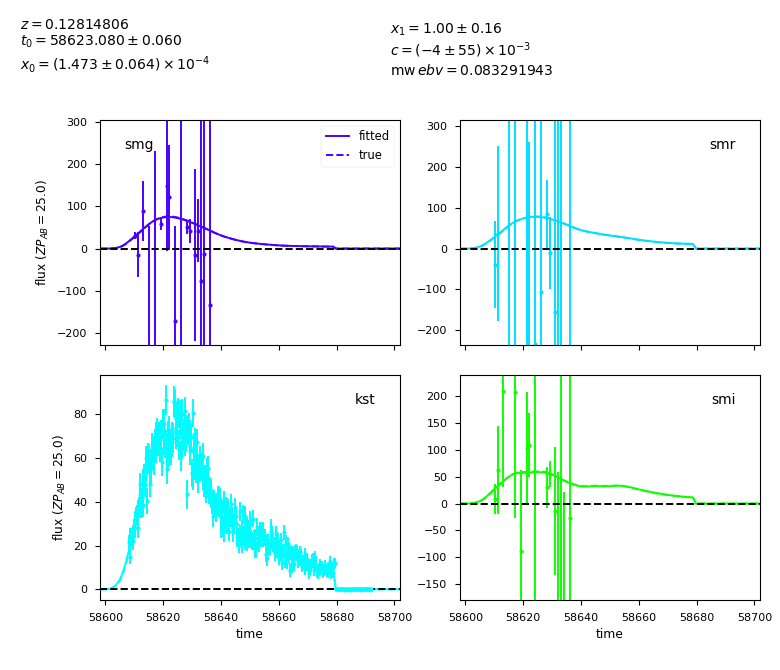 z = 0.12814806
t₀ = 58623.080 ± 0.060
x₀ = (1.473 ± 0.064) × 10⁻⁴
x₁ = 1.00 ± 0.16
c = (−4 ± 55) × 10⁻³
mw ebv = 0.083291943
smg
fitted
true
300
200
100
0
−100
−200
flux (ZP_AB = 25.0)
smr
300
200
100
0
−100
−200
kst
80
60
40
20
0
flux (ZP_AB = 25.0)
58600 58620 58640 58660 58680 58700
time
smi
200
150
100
50
0
−50
−100
−150
58600 58620 58640 58660 58680 58700
time